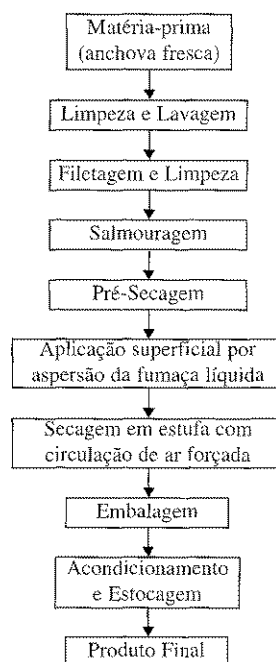 Matéria-prima
(anchova fresca)
Limpeza e Lavagem
Filetagem e Limpeza
Salmouragem
Pré-Secagem
Aplicação superficial por
aspersão da fumaça líquida
Secagem em estufa com
circulação de ar forçada
Embalagem
Acondicionamento
e Estocagem
Produto Final